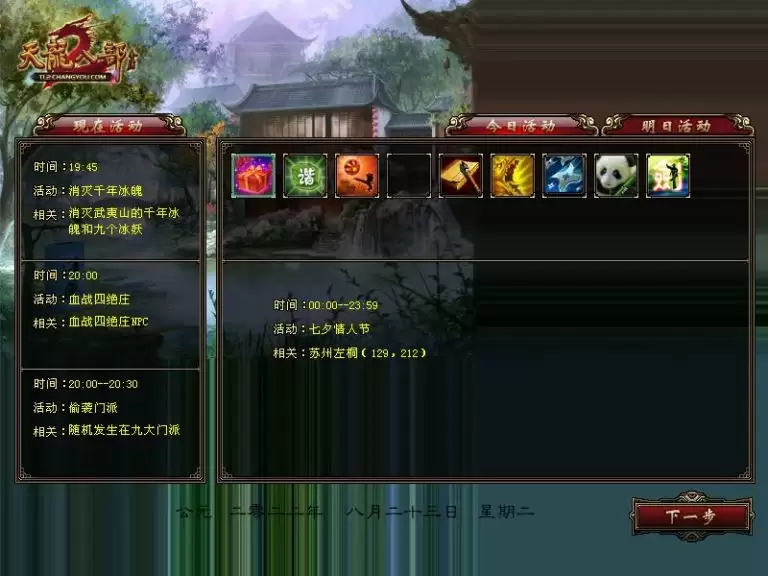 天龍八部
2
TL2.CHANGYOU.COM
现在活动
今日活动
明日活动
时间：19:45
活动：消灭千年冰魄
相关：消灭武夷山的千年冰
魄和九个冰妖
时间：20:00
活动：血战四绝庄
相关：血战四绝庄NPC
时间：20:00--20:30
活动：偷袭门派
相关：随机发生在九大门派
谐
双
时间：00:00--23:59
活动：七夕情人节
相关：苏州左桐（129，212）
公元 二零二二年 八月二十三日 星期二
下一步